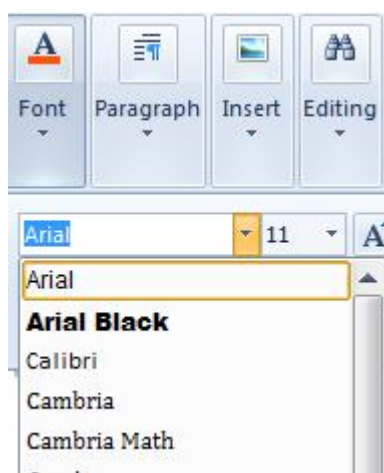 Font Paragraph Insert Editing
Arial 11 A
Arial
Arial Black
Calibri
Cambria
Cambria Math